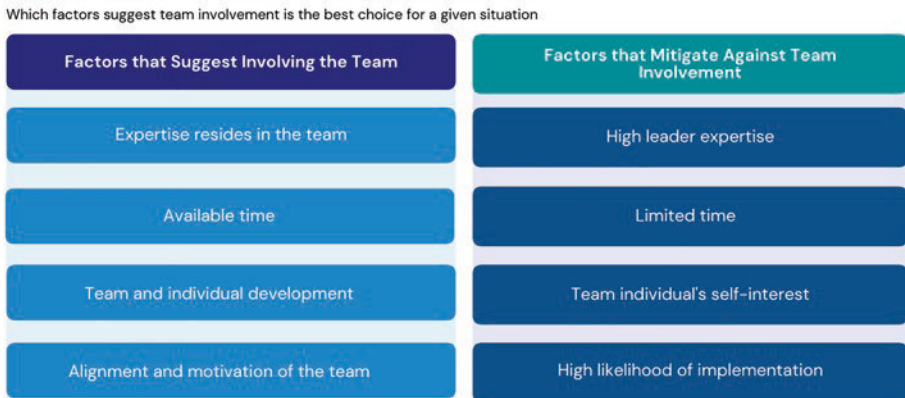 Which factors suggest team involvement is the best choice for a given situation
Factors that Suggest Involving the Team
Factors that Mitigate Against Team
Involvement
Expertise resides in the team
High leader expertise
Available time
Limited time
Team and individual development
Team individual's self-interest
Alignment and motivation of the team
High likelihood of implementation